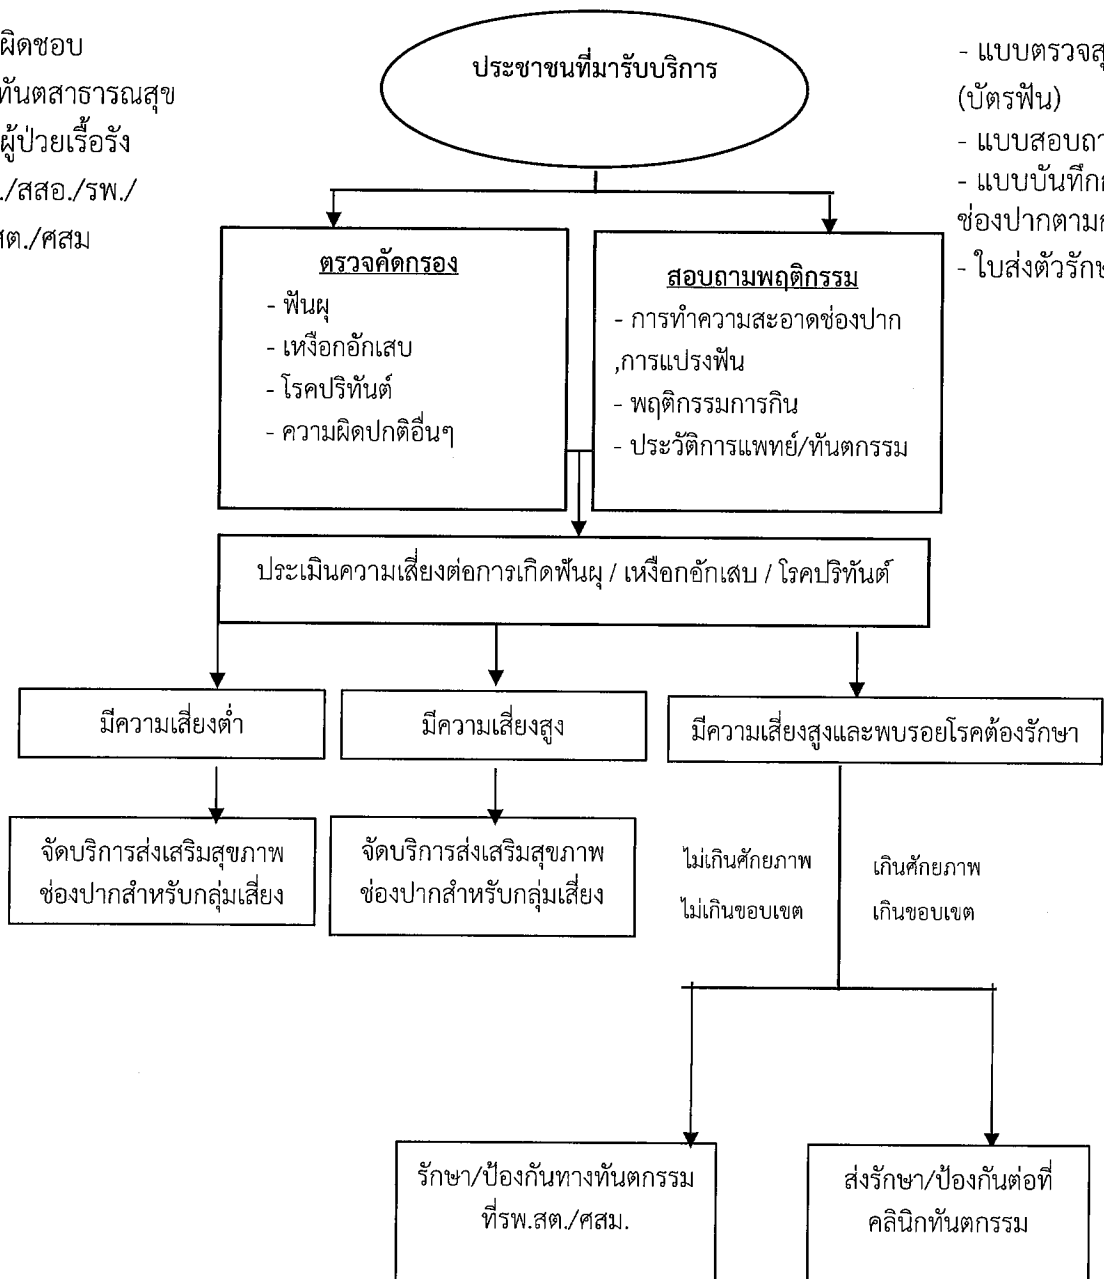 ผิดชอบ
ทันตสาธารณสุข
ผู้ป่วยเรื้อรัง
./สสอ./รพ./
สต./ศสม
ประชาชนที่มารับบริการ
- แบบตรวจสุ
(บัตรฟัน)
- แบบสอบถา
- แบบบันทึก
ช่องปากตาม
- ใบส่งตัวรักษ
ตรวจคัดกรอง
- ฟันผุ
- เหงือกอักเสบ
- โรคปริทันต์
- ความผิดปกติอื่นๆ
สอบถามพฤติกรรม
- การทำความสะอาดช่องปาก
,การแปรงฟัน
- พฤติกรรมการกิน
- ประวัติการแพทย์/ทันตกรรม
ประเมินความเสี่ยงต่อการเกิดฟันผุ / เหงือกอักเสบ / โรคปริทันต์
มีความเสี่ยงต่ำ
มีความเสี่ยงสูง
มีความเสี่ยงสูงและพบรอยโรคต้องรักษา
จัดบริการส่งเสริมสุขภาพ
ช่องปากสำหรับกลุ่มเสี่ยง
จัดบริการส่งเสริมสุขภาพ
ช่องปากสำหรับกลุ่มเสี่ยง
ไม่เกินศักยภาพ
ไม่เกินขอบเขต
เกินศักยภาพ
เกินขอบเขต
รักษา/ป้องกันทางทันตกรรม
ที่รพ.สต./ศสม.
ส่งรักษา/ป้องกันต่อที่
คลินิกทันตกรรม